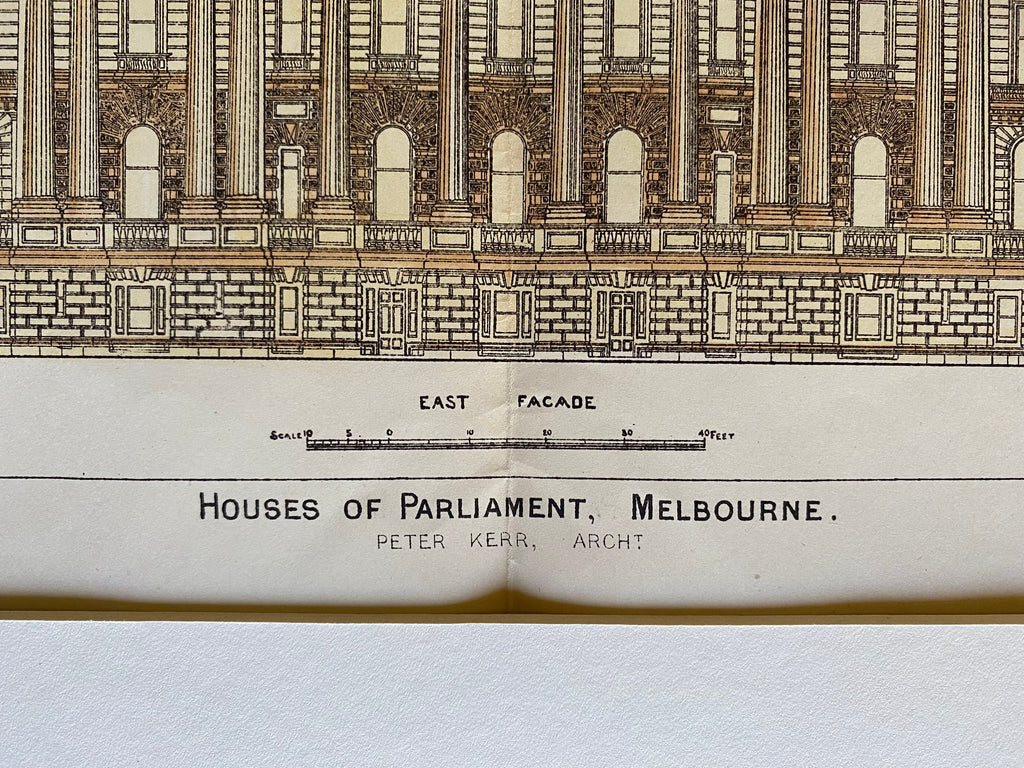 EAST FACADE
SCALE 10 5 0 10 20 30 40 FEET
HOUSES OF PARLIAMENT, MELBOURNE.
PETER KERR, ARCHT